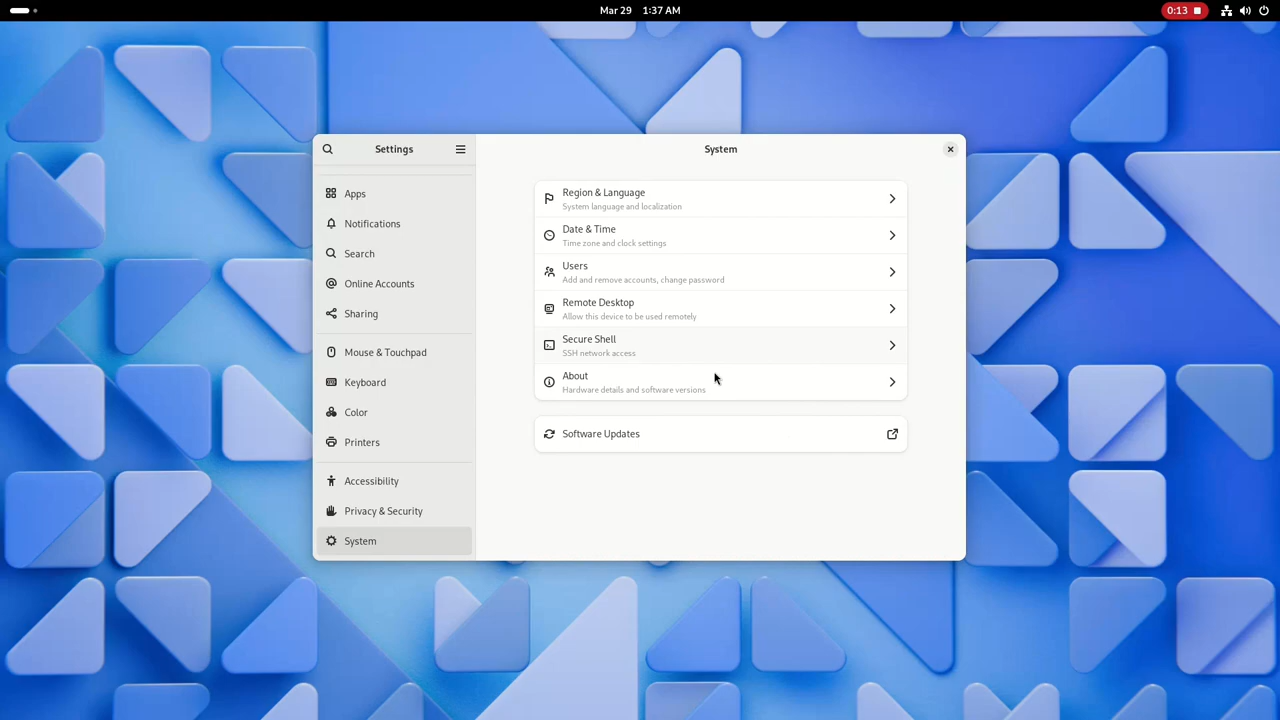 Mar 29 1:37 AM
0:13
Settings
System
Apps
Notifications
Search
Online Accounts
Sharing
Mouse & Touchpad
Keyboard
Color
Printers
Accessibility
Privacy & Security
System
Region & Language
System language and localization
Date & Time
Time zone and clock settings
Users
Add and remove accounts, change password
Remote Desktop
Allow this device to be used remotely
Secure Shell
SSH network access
About
Hardware details and software versions
Software Updates